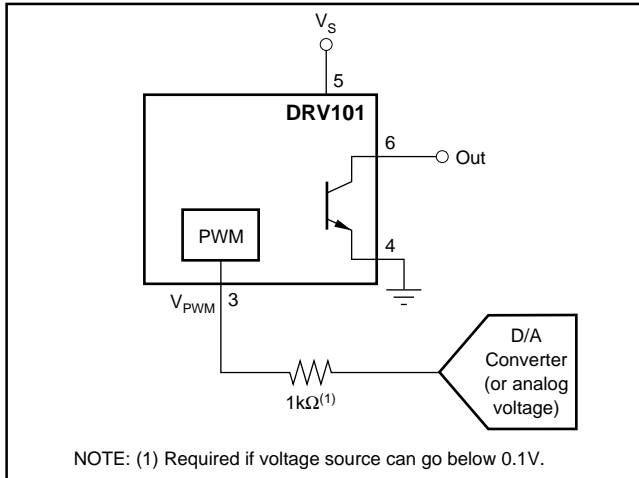 V_S
5
DRV101
6
Out
PWM
4
V_PWM
3
D/A
Converter
(or analog
voltage)
1kΩ(1)
NOTE: (1) Required if voltage source can go below 0.1V.